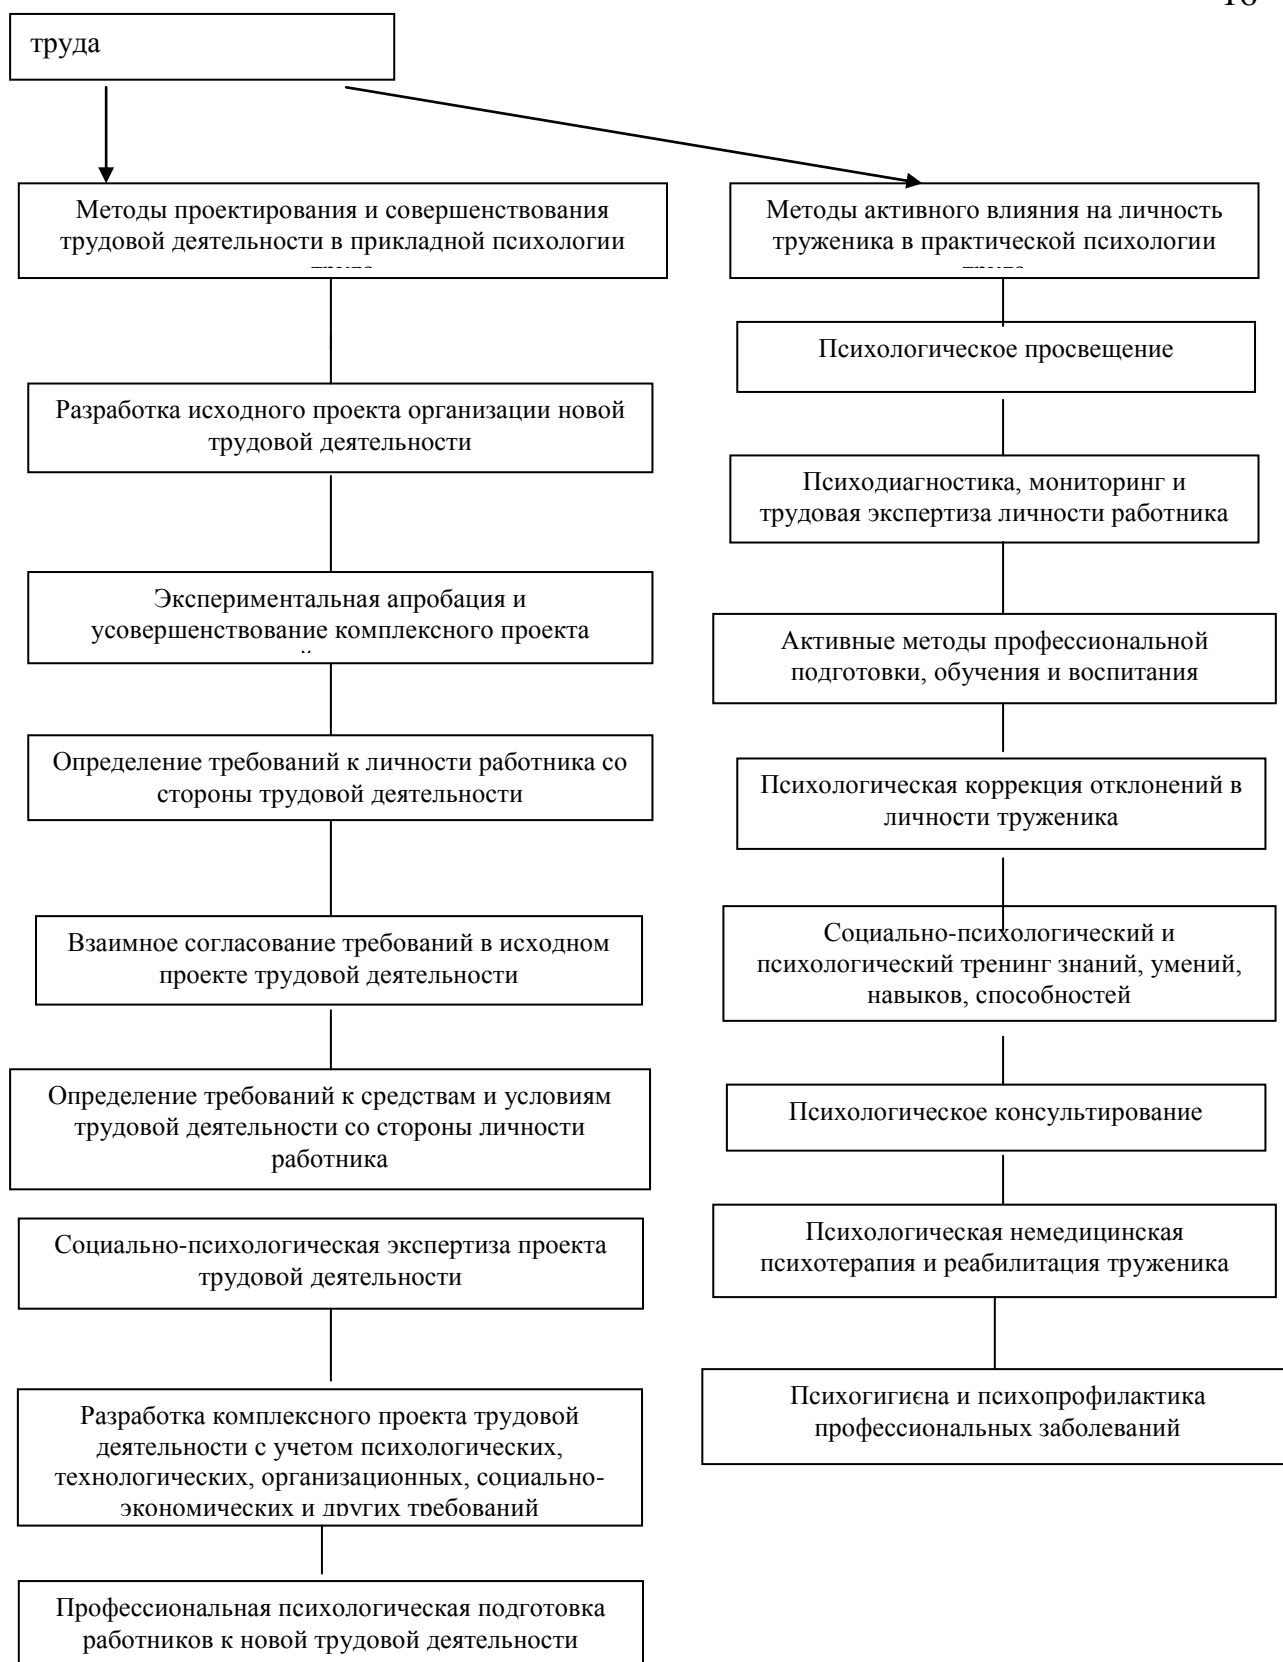 труда
Методы проектирования и совершенствования
трудовой деятельности в прикладной психологии
Разработка исходного проекта организации новой
трудовой деятельности
Экспериментальная апробация и
усовершенствование комплексного проекта
Определение требований к личности работника со
стороны трудовой деятельности
Взаимное согласование требований в исходном
проекте трудовой деятельности
Определение требований к средствам и условиям
трудовой деятельности со стороны личности
работника
Социально-психологическая экспертиза проекта
трудовой деятельности
Разработка комплексного проекта трудовой
деятельности с учетом психологических,
технологических, организационных, социально-
экономических и других требований
Профессиональная психологическая подготовка
работников к новой трудовой деятельности
Методы активного влияния на личность
труженика в практической психологии
Психологическое просвещение
Психодиагностика, мониторинг и
трудовая экспертиза личности работника
Активные методы профессиональной
подготовки, обучения и воспитания
Психологическая коррекция отклонений в
личности труженика
Социально-психологический и
психологический тренинг знаний, умений,
навыков, способностей
Психологическое консультирование
Психологическая немедицинская
психотерапия и реабилитация труженика
Психогигиєна и психопрофилактика
профессиональных заболеваний